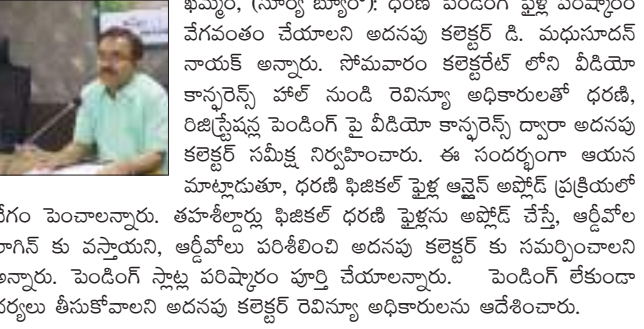 ఖమ్మం, (సూర్య బ్యూరో): ధరణి పెండింగ్ ఫైళ్ల పరిష్కారం
వేగవంతం చేయాలని అదనపు కలెక్టర్ డి. మధుసూదన్
నాయక్ అన్నారు. సోమవారం కలెక్టరేట్ లోని వీడియో
కాన్ఫరెన్స్ హాల్ నుండి రెవిన్యూ అధికారులతో ధరణి,
రిజిస్ట్రేషన్ల పెండింగ్ పై వీడియో కాన్ఫరెన్స్ ద్వారా అదనపు
కలెక్టర్ సమీక్ష నిర్వహించారు. ఈ సందర్భంగా ఆయన
మాట్లాడుతూ, ధరణి ఫిజికల్ ఫైళ్ల ఆన్లైన్ అప్లోడ్ ప్రక్రియలో
వేగం పెంచాలన్నారు. తహశీల్దార్లు ఫిజికల్ ధరణి ఫైళ్లను అప్లోడ్ చేస్తే, ఆర్డీవోల
లాగిన్ కు వస్తాయని, ఆర్డీవోలు పరిశీలించి అదనపు కలెక్టర్ కు సమర్పించాలని
అన్నారు. పెండింగ్ స్లాట్ల పరిష్కారం పూర్తి చేయాలన్నారు. పెండింగ్ లేకుండా
చర్యలు తీసుకోవాలని అదనపు కలెక్టర్ రెవిన్యూ అధికారులను ఆదేశించారు.